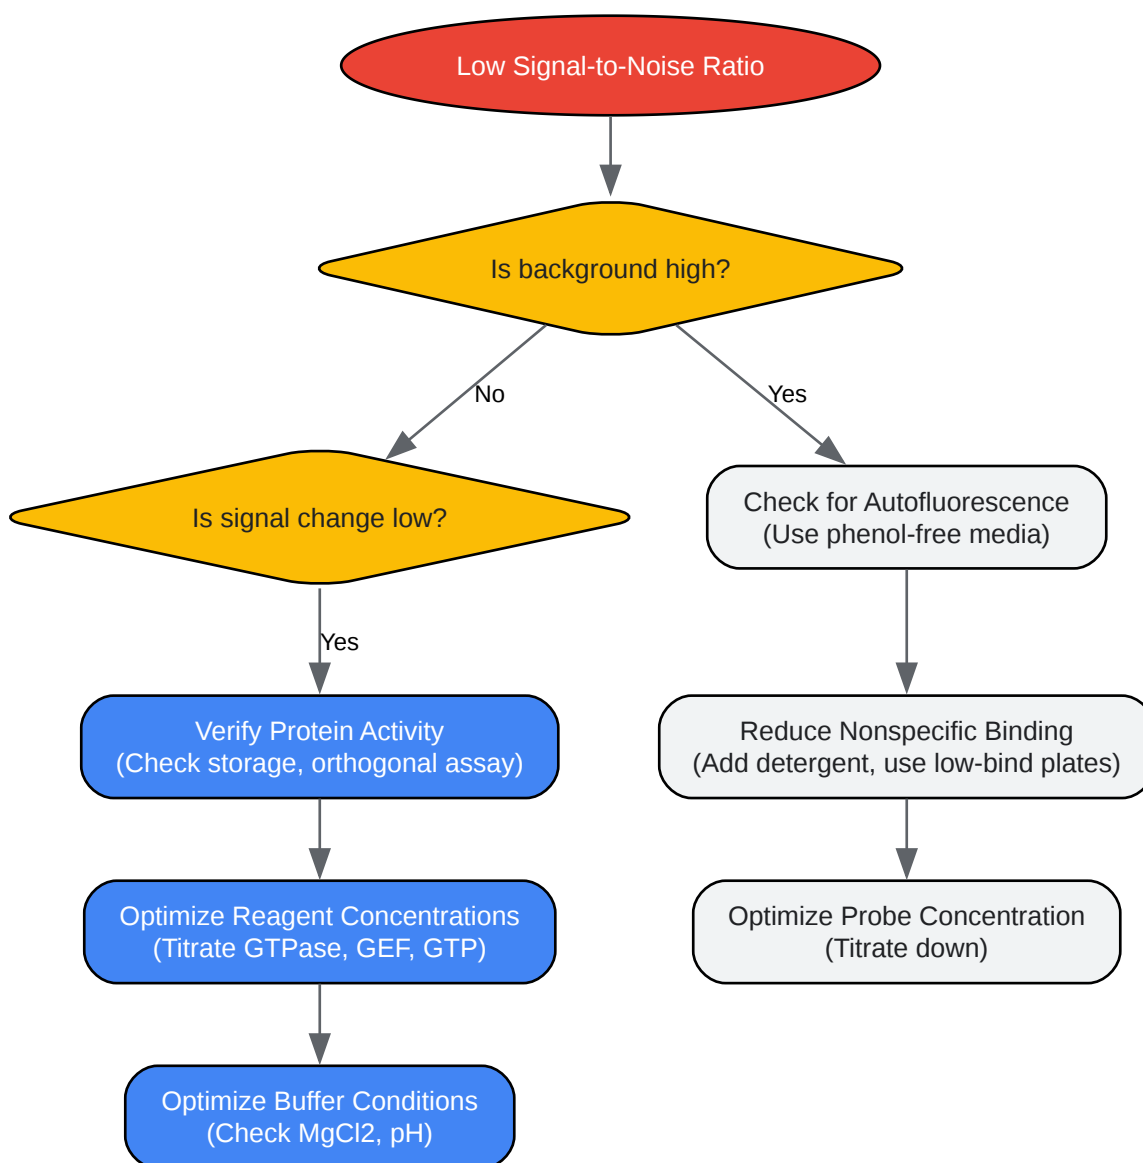 Low Signal-to-Noise Ratio
Is background high?
No
Yes
Is signal change low?
Check for Autofluorescence
(Use phenol-free media)
Yes
Verify Protein Activity
(Check storage, orthogonal assay)
Reduce Nonspecific Binding
(Add detergent, use low-bind plates)
Optimize Reagent Concentrations
(Titrate GTPase, GEF, GTP)
Optimize Probe Concentration
(Titrate down)
Optimize Buffer Conditions
(Check MgCl2, pH)